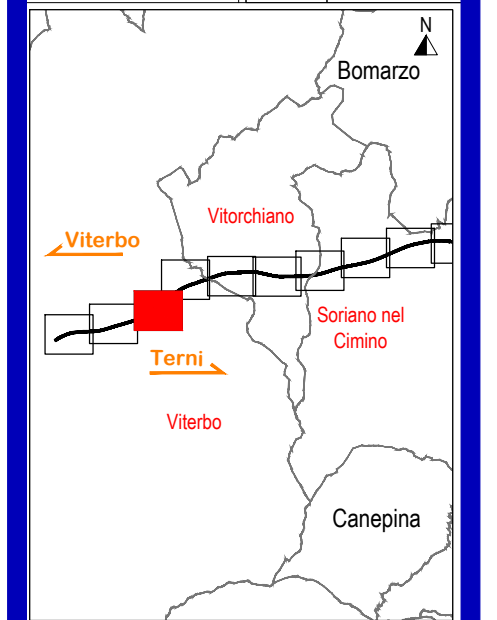 N
Bomarzo
Vitorchiano
Viterbo
Soriano nel
Cimino
Terni
Viterbo
Canepina